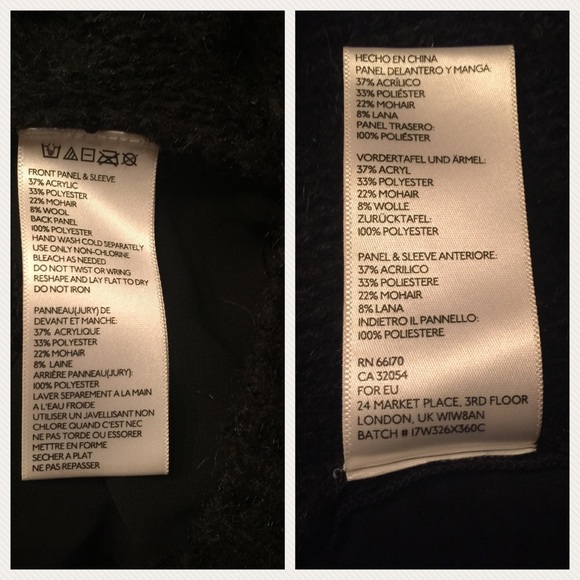 FRONT PANEL & SLEEVE
37% ACRYLIC
33% POLYESTER
22% MOHAIR
8% WOOL
BACK PANEL
100% POLYESTER
HAND WASH COLD SEPARATELY
USE ONLY NON-CHLORINE
BLEACH AS NEEDED
DO NOT TWIST OR WRING
RESHAPE AND LAY FLAT TO DRY
DO NOT IRON
PANNEAU(JURY) DE
DEVANT ET MANCHE:
37% ACRYLIQUE
33% POLYESTER
22% MOHAIR
8% LAINE
ARRIÈRE PANNEAU(JURY):
100% POLYESTER
LAVER SEPAREMENT A LA MAIN
A L'EAU FROIDE
UTILISER UN JAVELLISANT NON
CHLORE QUAND C'EST NEC
NE PAS TORDE OU ESSORER
METTRE EN FORME
SECHER A PLAT
NE PAS REPASSER
HECHO EN CHINA
PANEL DELANTERO Y MANGA:
37% ACRÍLICO
33% POLIÉSTER
22% MOHAIR
8% LANA
PANEL TRASERO:
100% POLIÉSTER
VORDERTAFEL UND ÄRMEL:
37% ACRYL
33% POLYESTER
22% MOHAIR
8% WOLLE
ZURÜCKTAFEL:
100% POLYESTER
PANEL & SLEEVE ANTERIORE:
37% ACRILICO
33% POLIESTERE
22% MOHAIR
8% LANA
INDIETRO IL PANNELLO:
100% POLIESTERE
RN 66170
CA 32054
FOR EU
24 MARKET PLACE, 3RD FLOOR
LONDON, UK W1W8AN
BATCH # 17W326X360C